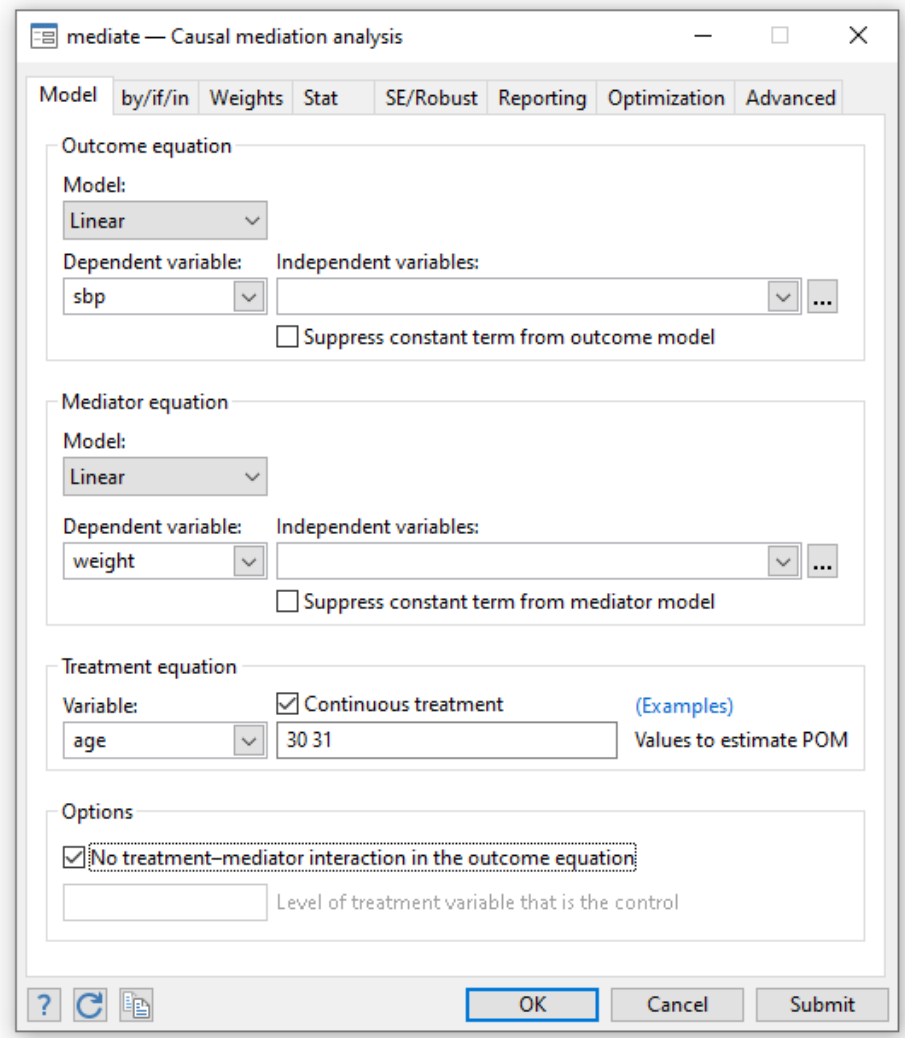 mediate — Causal mediation analysis
Model by/if/in Weights Stat SE/Robust Reporting Optimization Advanced
Outcome equation
Model:
Linear
Dependent variable: Independent variables:
sbp ...
Suppress constant term from outcome model
Mediator equation
Model:
Linear
Dependent variable: Independent variables:
weight ...
Suppress constant term from mediator model
Treatment equation
Variable: Continuous treatment (Examples)
age 30 31 Values to estimate POM
Options
No treatment–mediator interaction in the outcome equation
Level of treatment variable that is the control
? OK Cancel Submit